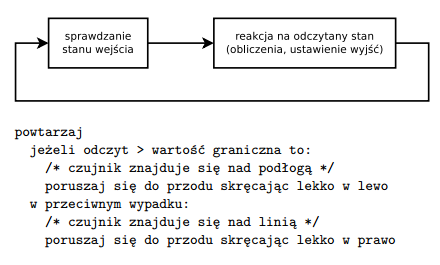 sprawdzanie
stanu wejścia
reakcja na odczytany stan
(obliczenia, ustawienie wyjść)
powtarzaj
jeżeli odczyt > wartość graniczna to:
/* czujnik znajduje się nad podłogą */
poruszaj się do przodu skręcając lekko w lewo
w przeciwnym wypadku:
/* czujnik znajduje się nad linią */
poruszaj się do przodu skręcając lekko w prawo